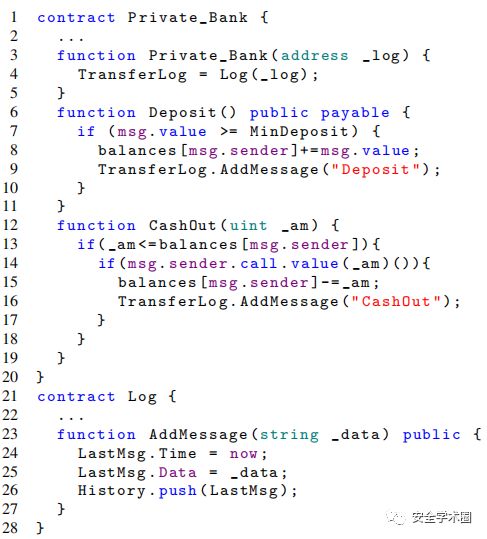 1 contract Private_Bank {
2 ...
3 function Private_Bank(address _log) {
4 TransferLog = Log(_log);
5 }
6 function Deposit() public payable {
7 if (msg.value >= MinDeposit) {
8 balances[msg.sender]+=msg.value;
9 TransferLog.AddMessage("Deposit");
10 }
11 }
12 function CashOut(uint _am) {
13 if(_am<=balances[msg.sender]){
14 if(msg.sender.call.value(_am)()){
15 balances[msg.sender]-=_am;
16 TransferLog.AddMessage("CashOut");
17 }
18 }
19 }
20 }
21 contract Log {
22 ...
23 function AddMessage(string _data) public {
24 LastMsg.Time = now;
25 LastMsg.Data = _data;
26 History.push(LastMsg);
27 }
28 }
安全学术圈